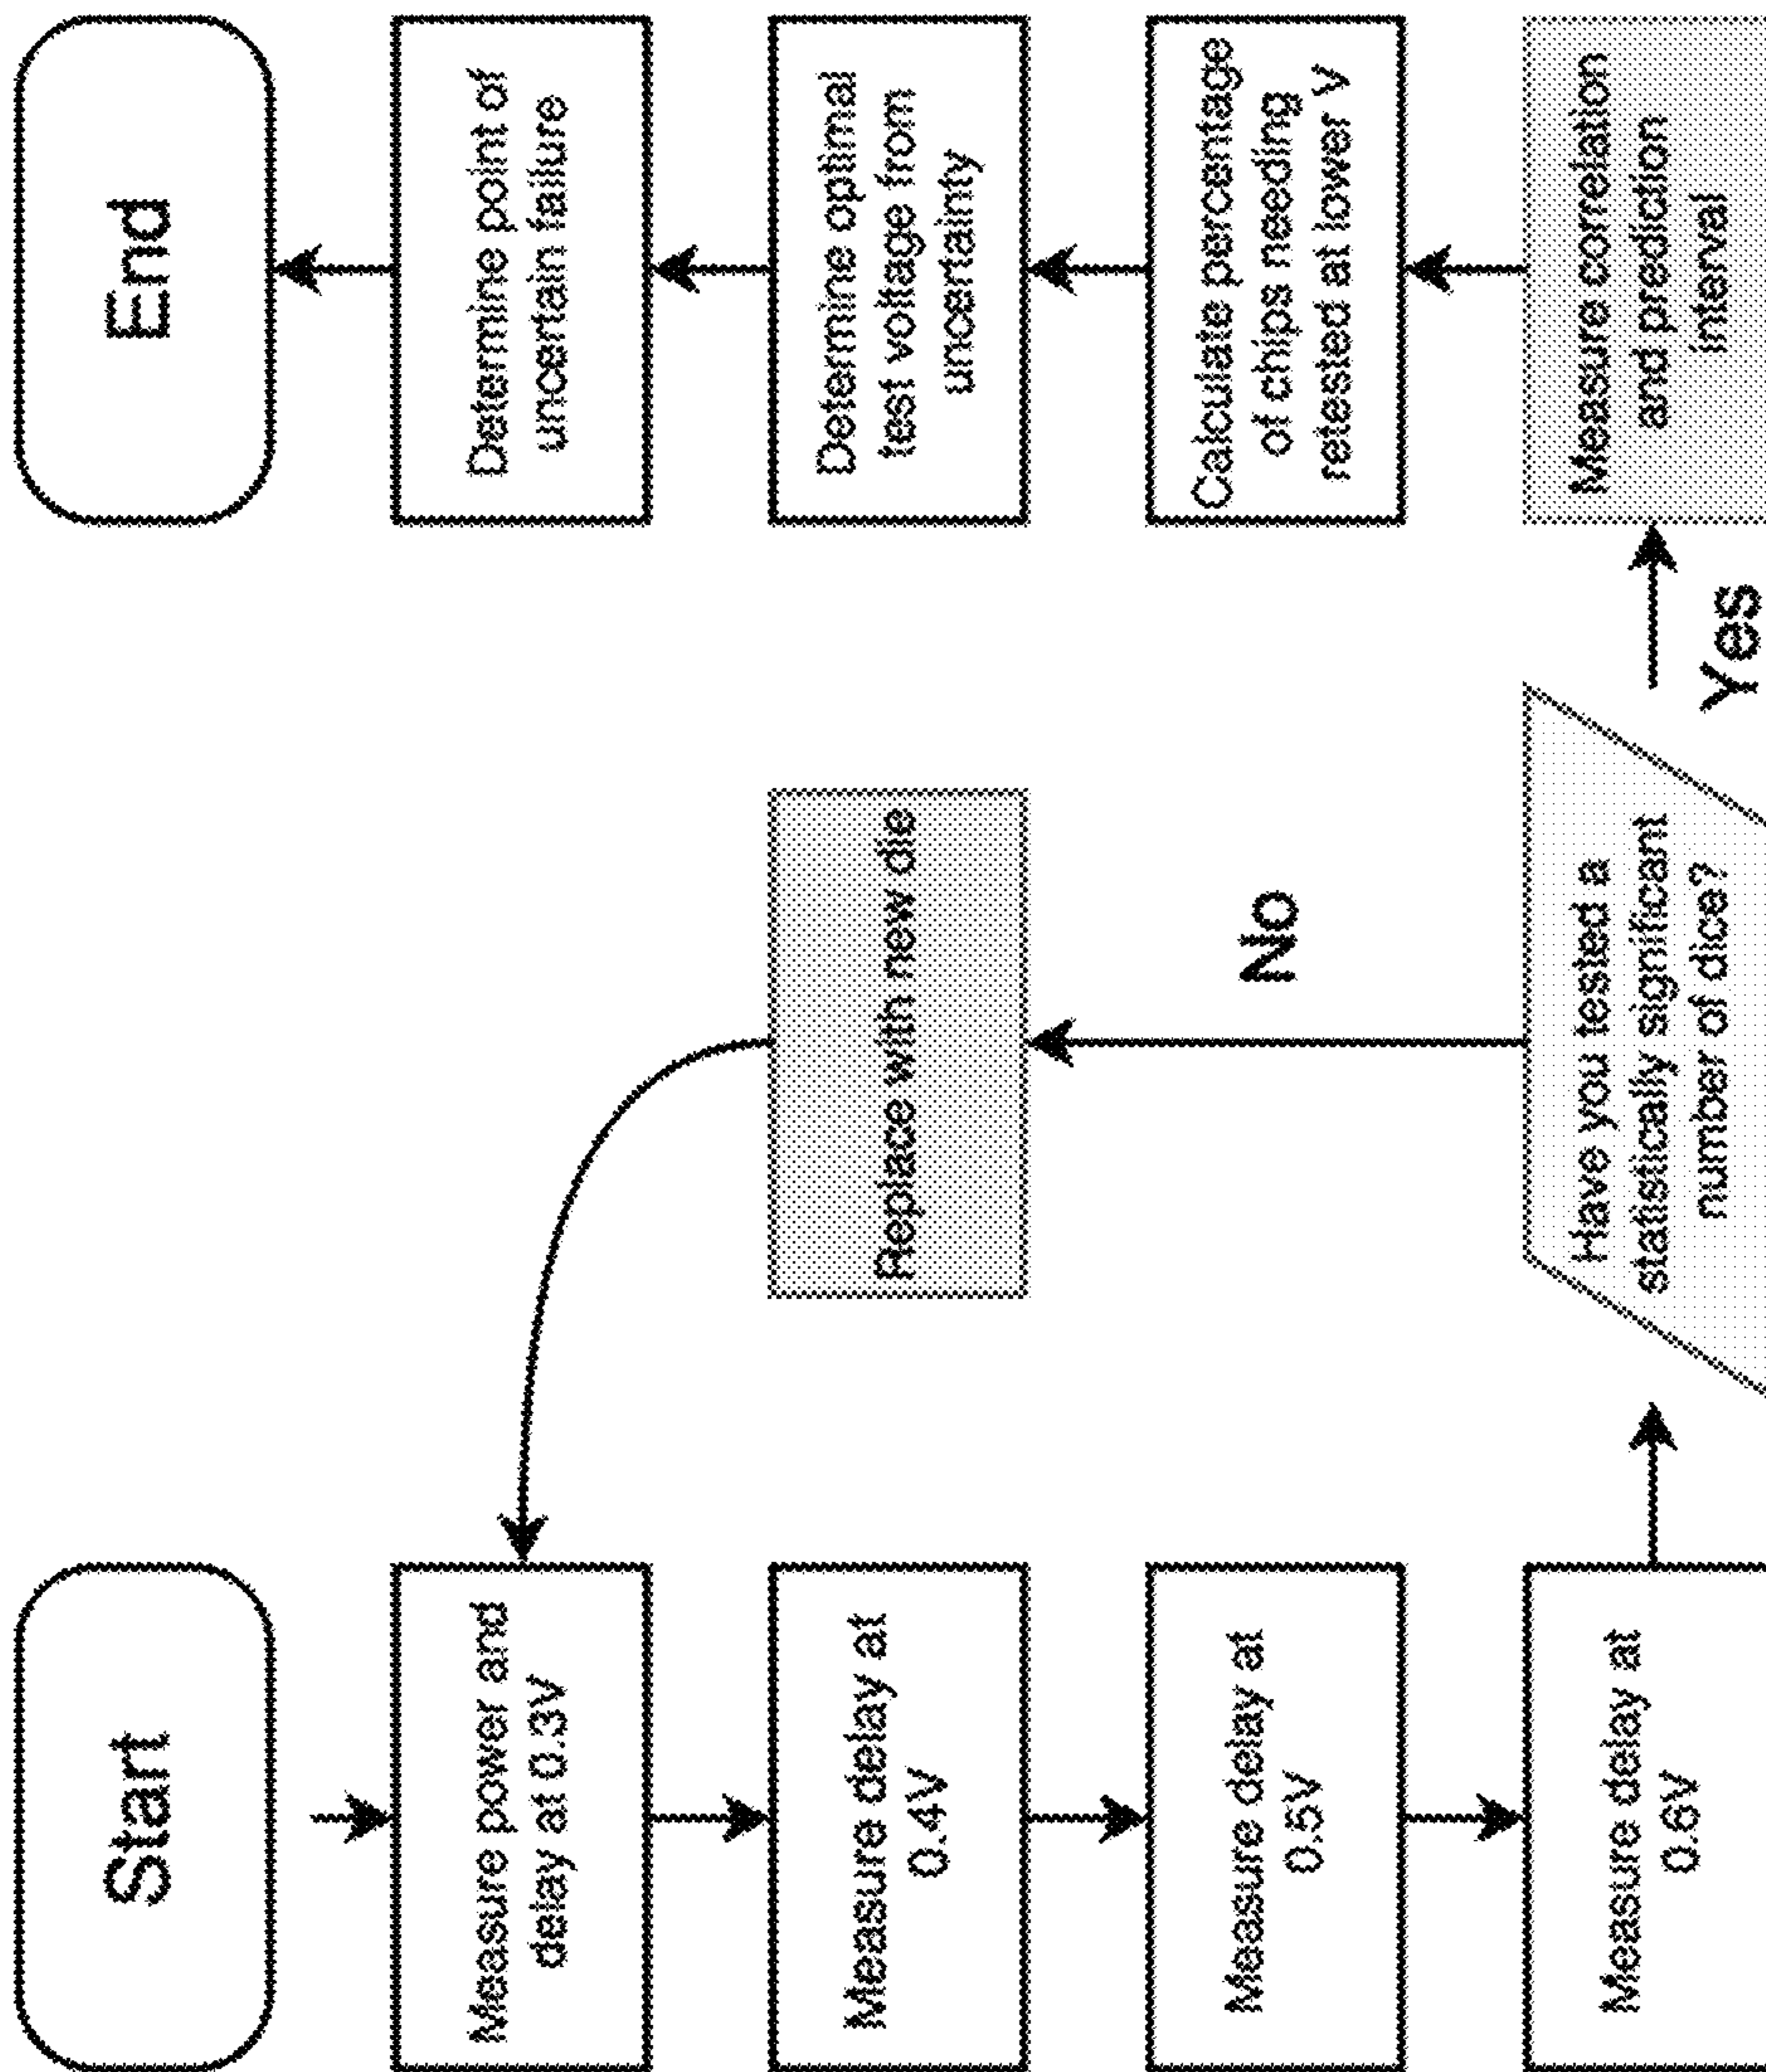 Start
Measure power and
delay at 0.3V
Measure delay at
0.4V
Measure delay at
0.5V
Measure delay at
0.6V
Have you tested a
statistically significant
number of dice?
No
Replace with new die
Yes
Measure correlation
and prediction
interval
Calculate percentage
of chips needing
retested at lower V
Determine optimal
test voltage from
uncertainty
Determine point of
uncertain failure
End